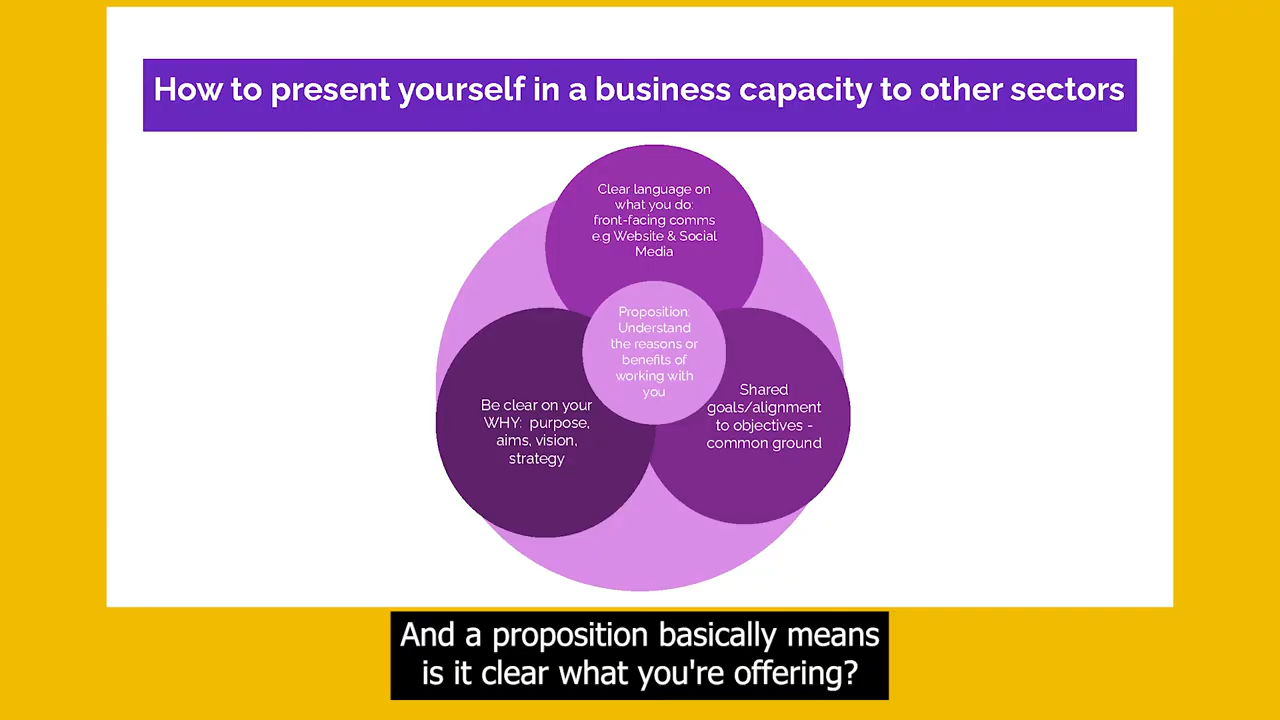 How to present yourself in a business capacity to other sectors
Clear language on
what you do:
front-facing comms
e.g Website & Social
Media
Proposition:
Understand
the reasons or
benefits of
working with
you
Be clear on your
WHY: purpose,
aims, vision,
strategy
Shared
goals/alignment
to objectives -
common ground
And a proposition basically means
is it clear what you're offering?